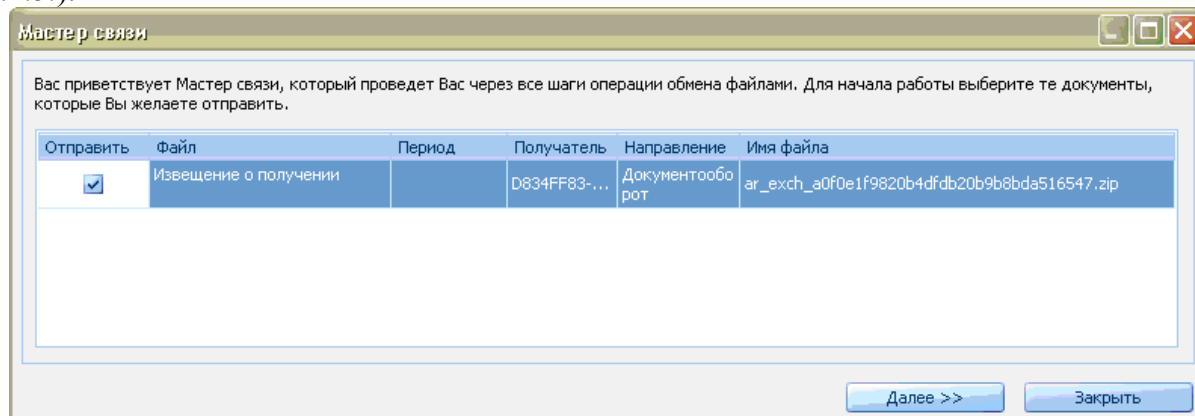 Мастер связи
Вас приветствует Мастер связи, который проведет Вас через все шаги операции обмена файлами. Для начала работы выберите те документы,
которые Вы желаете отправить.
Отправить Файл Период Получатель Направление Имя файла
Извещение о получении D834FF83-... Документообо
рот ar_exch_a0f0e1f9820b4dfdb20b9b8bda516547.zip
Далее >> Закрыть